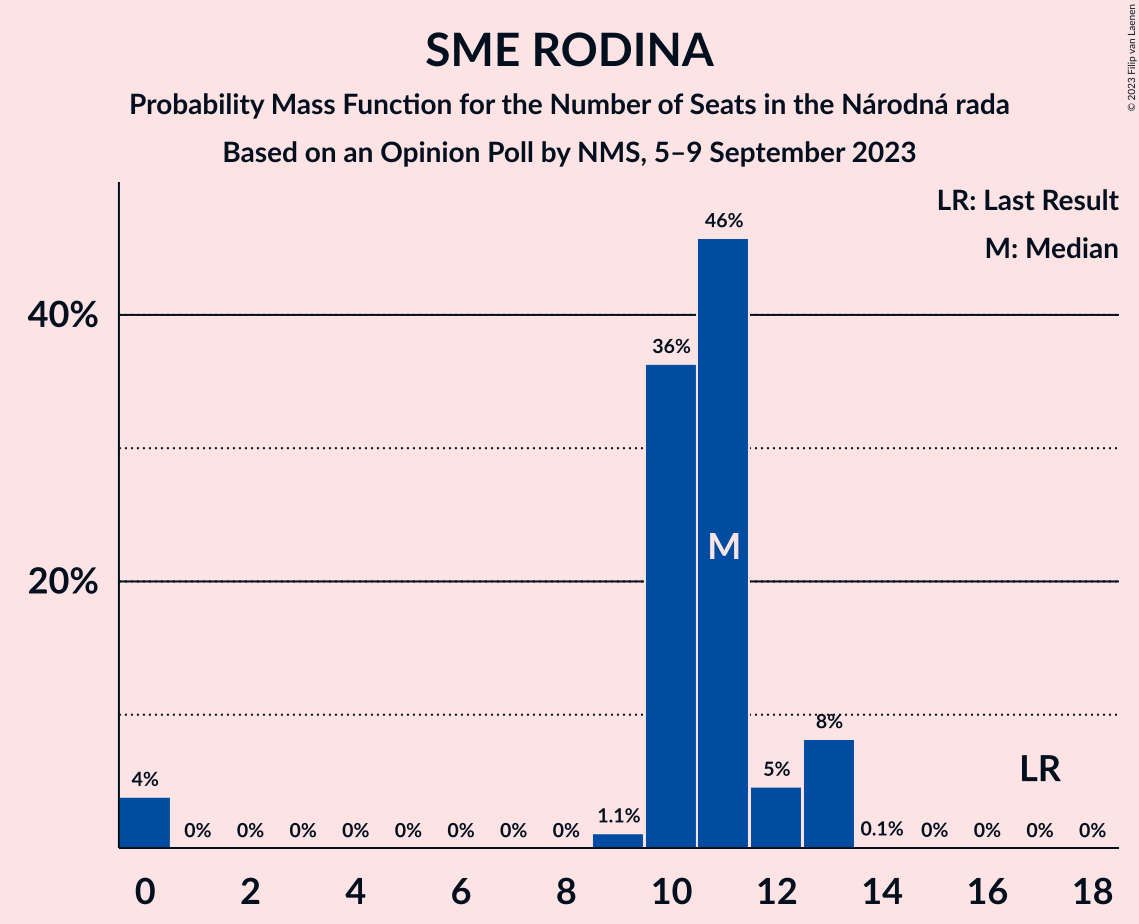 SME RODINA
Probability Mass Function for the Number of Seats in the Národná rada
Based on an Opinion Poll by NMS, 5–9 September 2023
© 2023 Filip van Laenen
LR: Last Result
M: Median
40%
20%
4%
0%
0%
0%
0%
0%
0%
0%
0%
1.1%
36%
46%
M
5%
8%
0.1%
0%
0%
0%
0%
LR
0 2 4 6 8 10 12 14 16 18